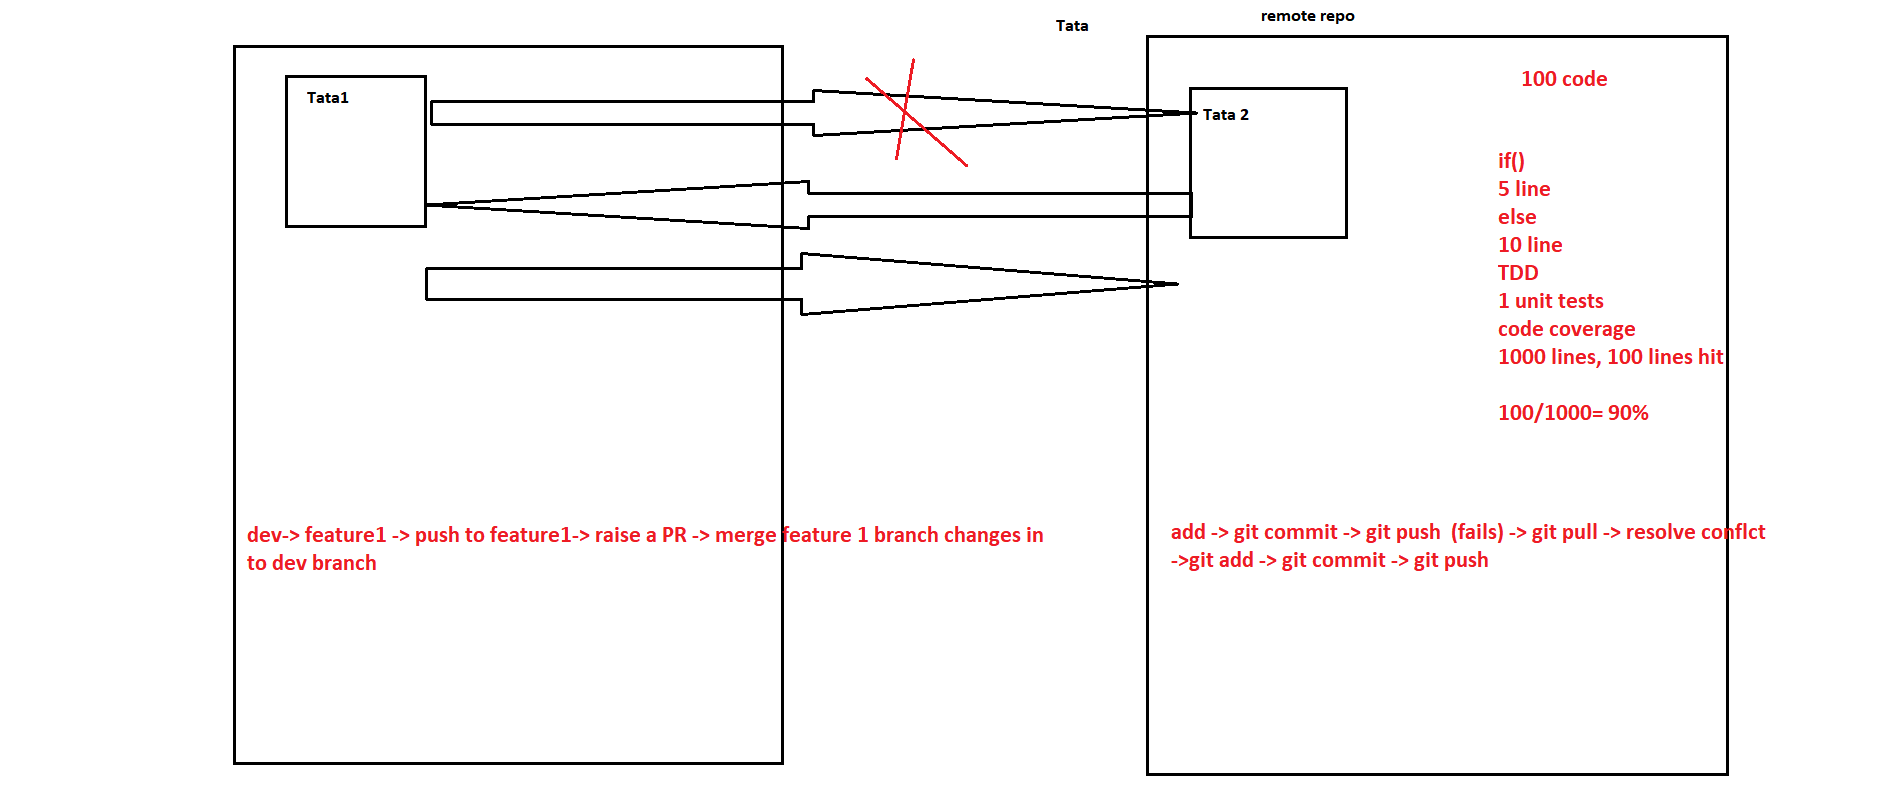 Tata
remote repo
Tata1
Tata 2
100 code
if()
5 line
else
10 line
TDD
1 unit tests
code coverage
1000 lines, 100 lines hit
100/1000= 90%
dev-> feature1 -> push to feature1-> raise a PR -> merge feature 1 branch changes in
to dev branch
add -> git commit -> git push  (fails) -> git pull -> resolve conflct
->git add -> git commit -> git push